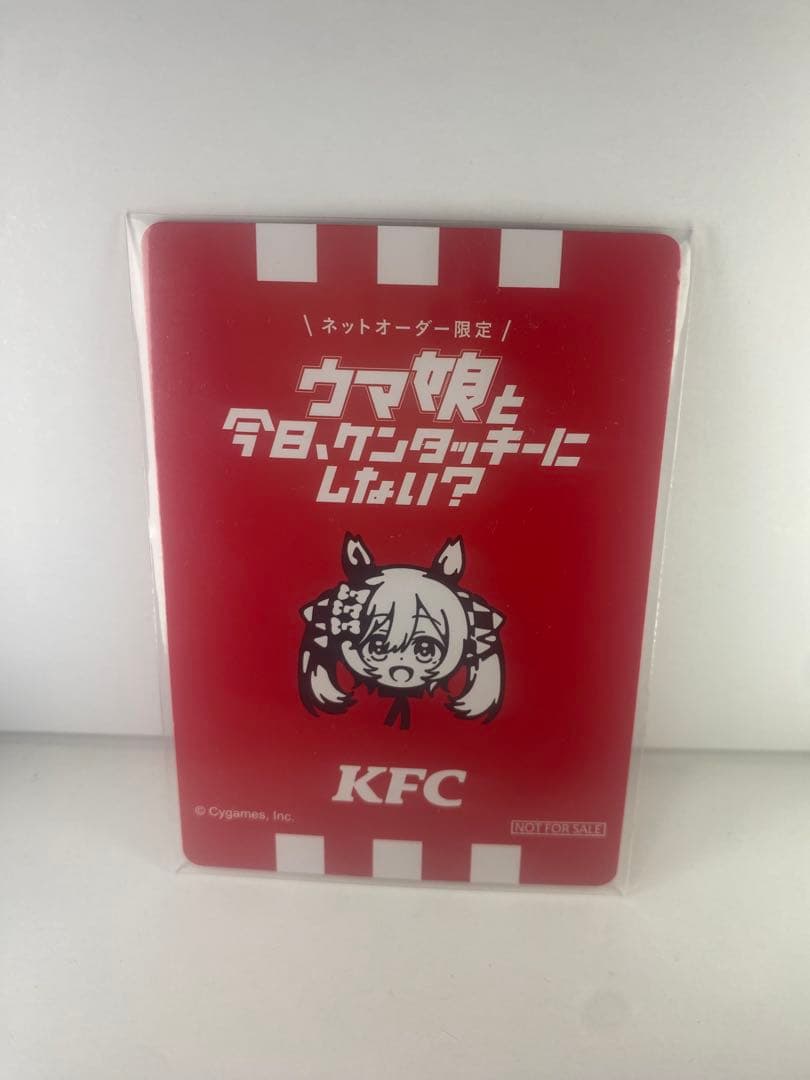 \ ネットオーダー限定 /
ウマ娘と
今日、ケンタッキーに
しない?
KFC
© Cygames, Inc.
NOT FOR SALE